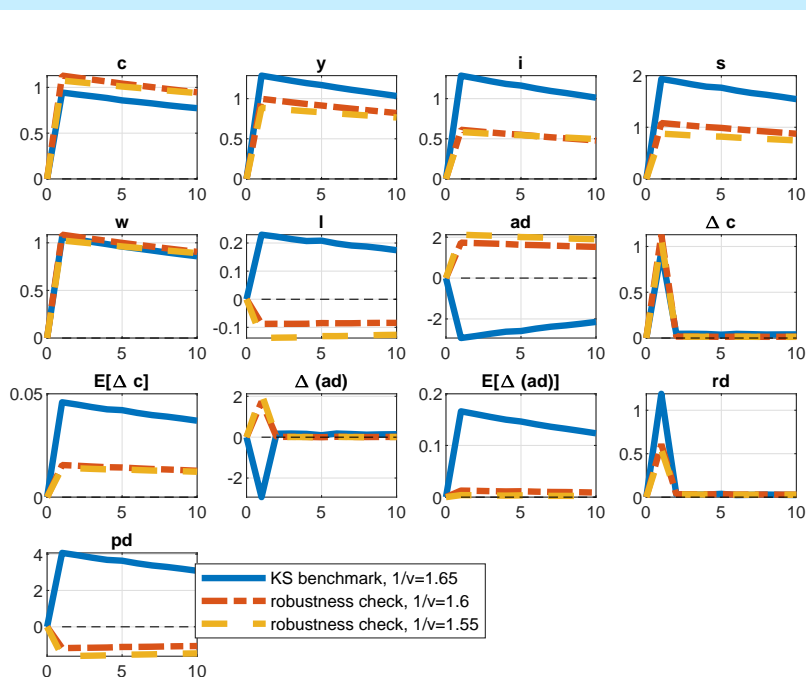 c y i s
1 0.5 0 0 5 10
1 0.5 0 0 5 10
1 0.5 0 0 5 10
2 1 0 0 5 10
w l ad Δ c
1 0.5 0 0 5 10
0.2 0.1 0 -0.1 0 5 10
2 0 -2 0 5 10
1 0.5 0 0 5 10
E[Δ c] Δ (ad) E[Δ (ad)] rd
0.05 0 0 5 10
2 0 -2 0 5 10
0.2 0.1 0 0 5 10
1 0.5 0 0 5 10
pd
4 2 0 0 5 10
KS benchmark, 1/v=1.65
robustness check, 1/v=1.6
robustness check, 1/v=1.55